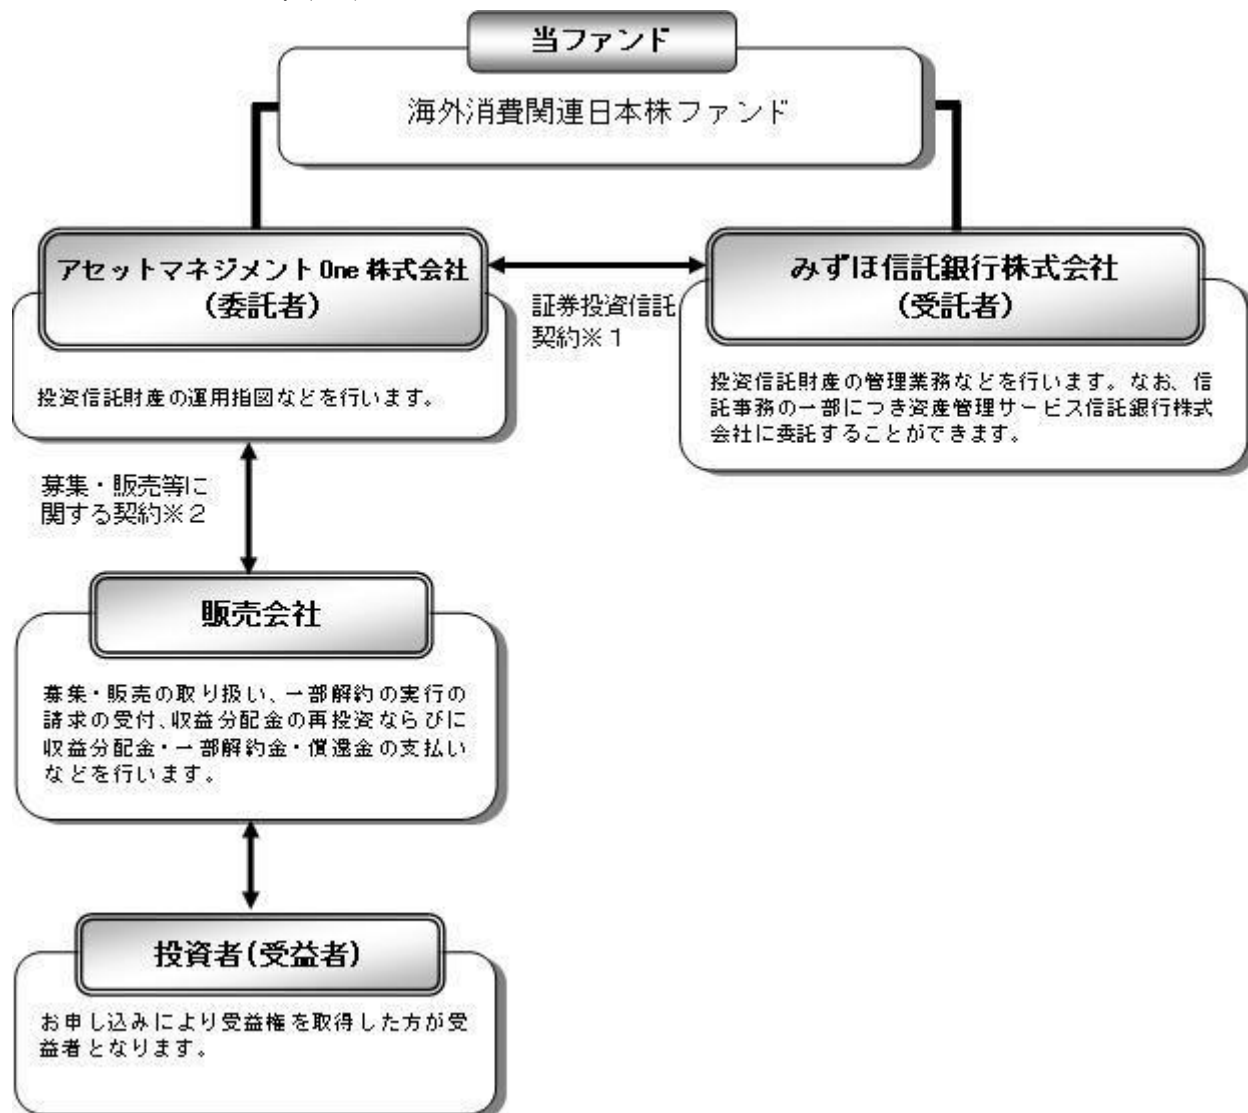 当ファンド
海外消費関連日本株ファンド
アセットマネジメント One 株式会社
(委託者)
投資信託財産の運用指図などを行います。
証券投資信託
契約※１
みずほ信託銀行株式会社
(受託者)
投資信託財産の管理業務などを行います。なお、信
託事務の一部につき資産管理サービス信託銀行株式
会社に委託することができます。
募集・販売等に
関する契約※２
販売会社
募集・販売の取り扱い、一部解約の実行の
請求の受付、収益分配金の再投資ならびに
収益分配金・一部解約金・償還金の支払い
などを行います。
投資者(受益者)
お申し込みにより受益権を取得した方が受
益者となります。